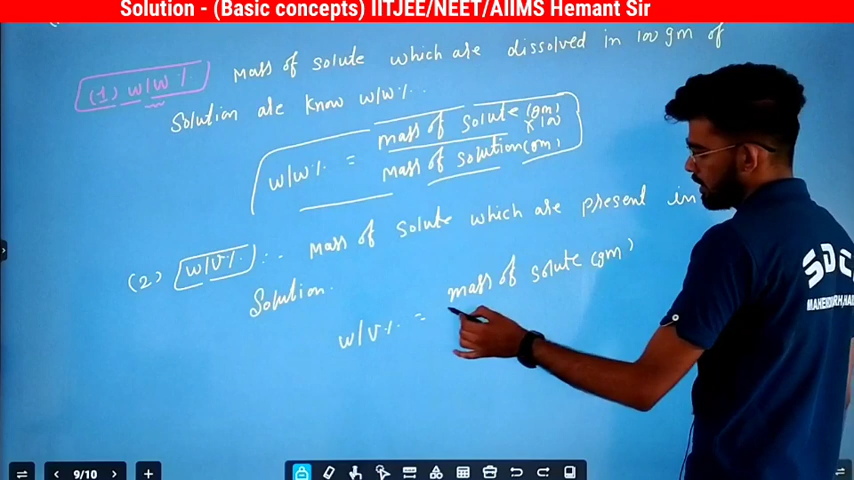 Solution - (Basic concepts) IITJEE/NEET/AIIMS Hemant Sir
(1) w/w % Mass of solute which are dissolved in 100 gm of
Solution are know w/w %.
w/w % = mass of solute (gm) × 100
mass of solution (gm)
(2) w/v % :- Mass of solute which are present in
Solution.
w/v % = mass of solute (gm)
SDC
9/10